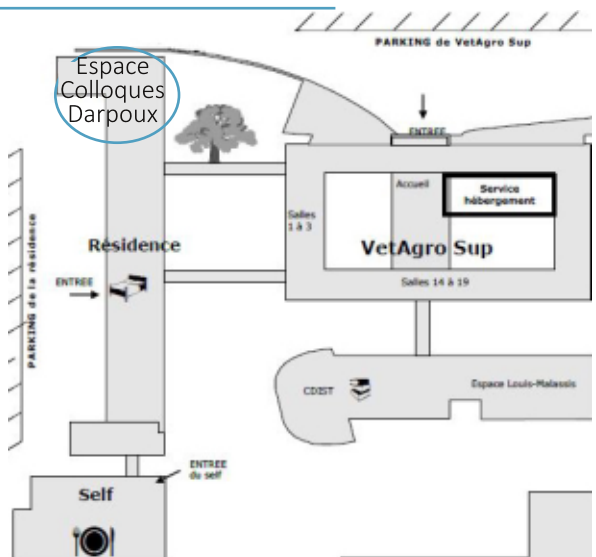 PARKING de VetAgro Sup
Espace
Colloques
Darpoux
ENTREE
Accueil
Service
hébergement
Salles
1 à 3
VetAgro Sup
Salles 14 à 19
Résidence
ENTREE
PARKING de la résidence
CDIST
Espace Louis-Malassis
ENTREE
du self
Self